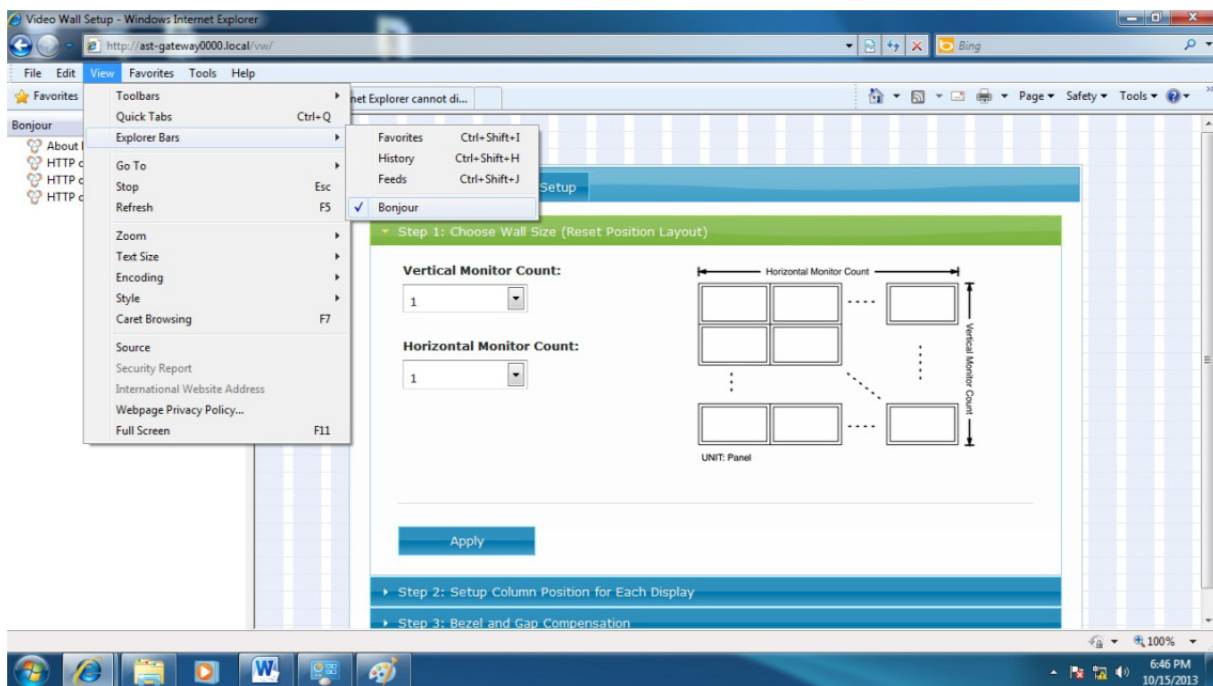 Video Wall Setup - Windows Internet Explorer
http://ast-gateway0000.local/vw/
Bing
File Edit View Favorites Tools Help
Favorites
net Explorer cannot di...
Page Safety Tools
Bonjour
About
HTTP
HTTP
HTTP
Toolbars
Quick Tabs Ctrl+Q
Explorer Bars
Go To
Stop Esc
Refresh F5
Zoom
Text Size
Encoding
Style
Caret Browsing F7
Source
Security Report
International Website Address
Webpage Privacy Policy...
Full Screen F11
Favorites Ctrl+Shift+I
History Ctrl+Shift+H
Feeds Ctrl+Shift+J
Bonjour
Setup
Step 1: Choose Wall Size (Reset Position Layout)
Vertical Monitor Count:
1
Horizontal Monitor Count:
1
Horizontal Monitor Count
Vertical Monitor Count
UNIT: Panel
Apply
Step 2: Setup Column Position for Each Display
Step 3: Bezel and Gap Compensation
100%
6:46 PM
10/15/2013